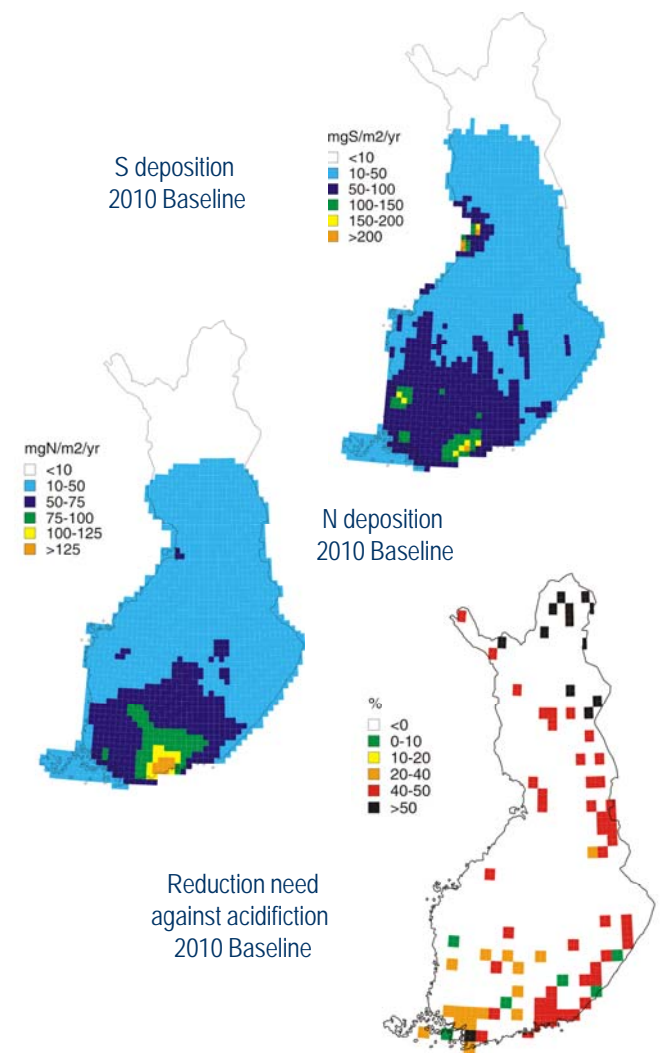 S deposition
2010 Baseline
mgS/m2/yr
<10
10-50
50-100
100-150
150-200
>200
mgN/m2/yr
<10
10-50
50-75
75-100
100-125
>125
N deposition
2010 Baseline
%
<0
0-10
10-20
20-40
40-50
>50
Reduction need
against acidifiction
2010 Baseline